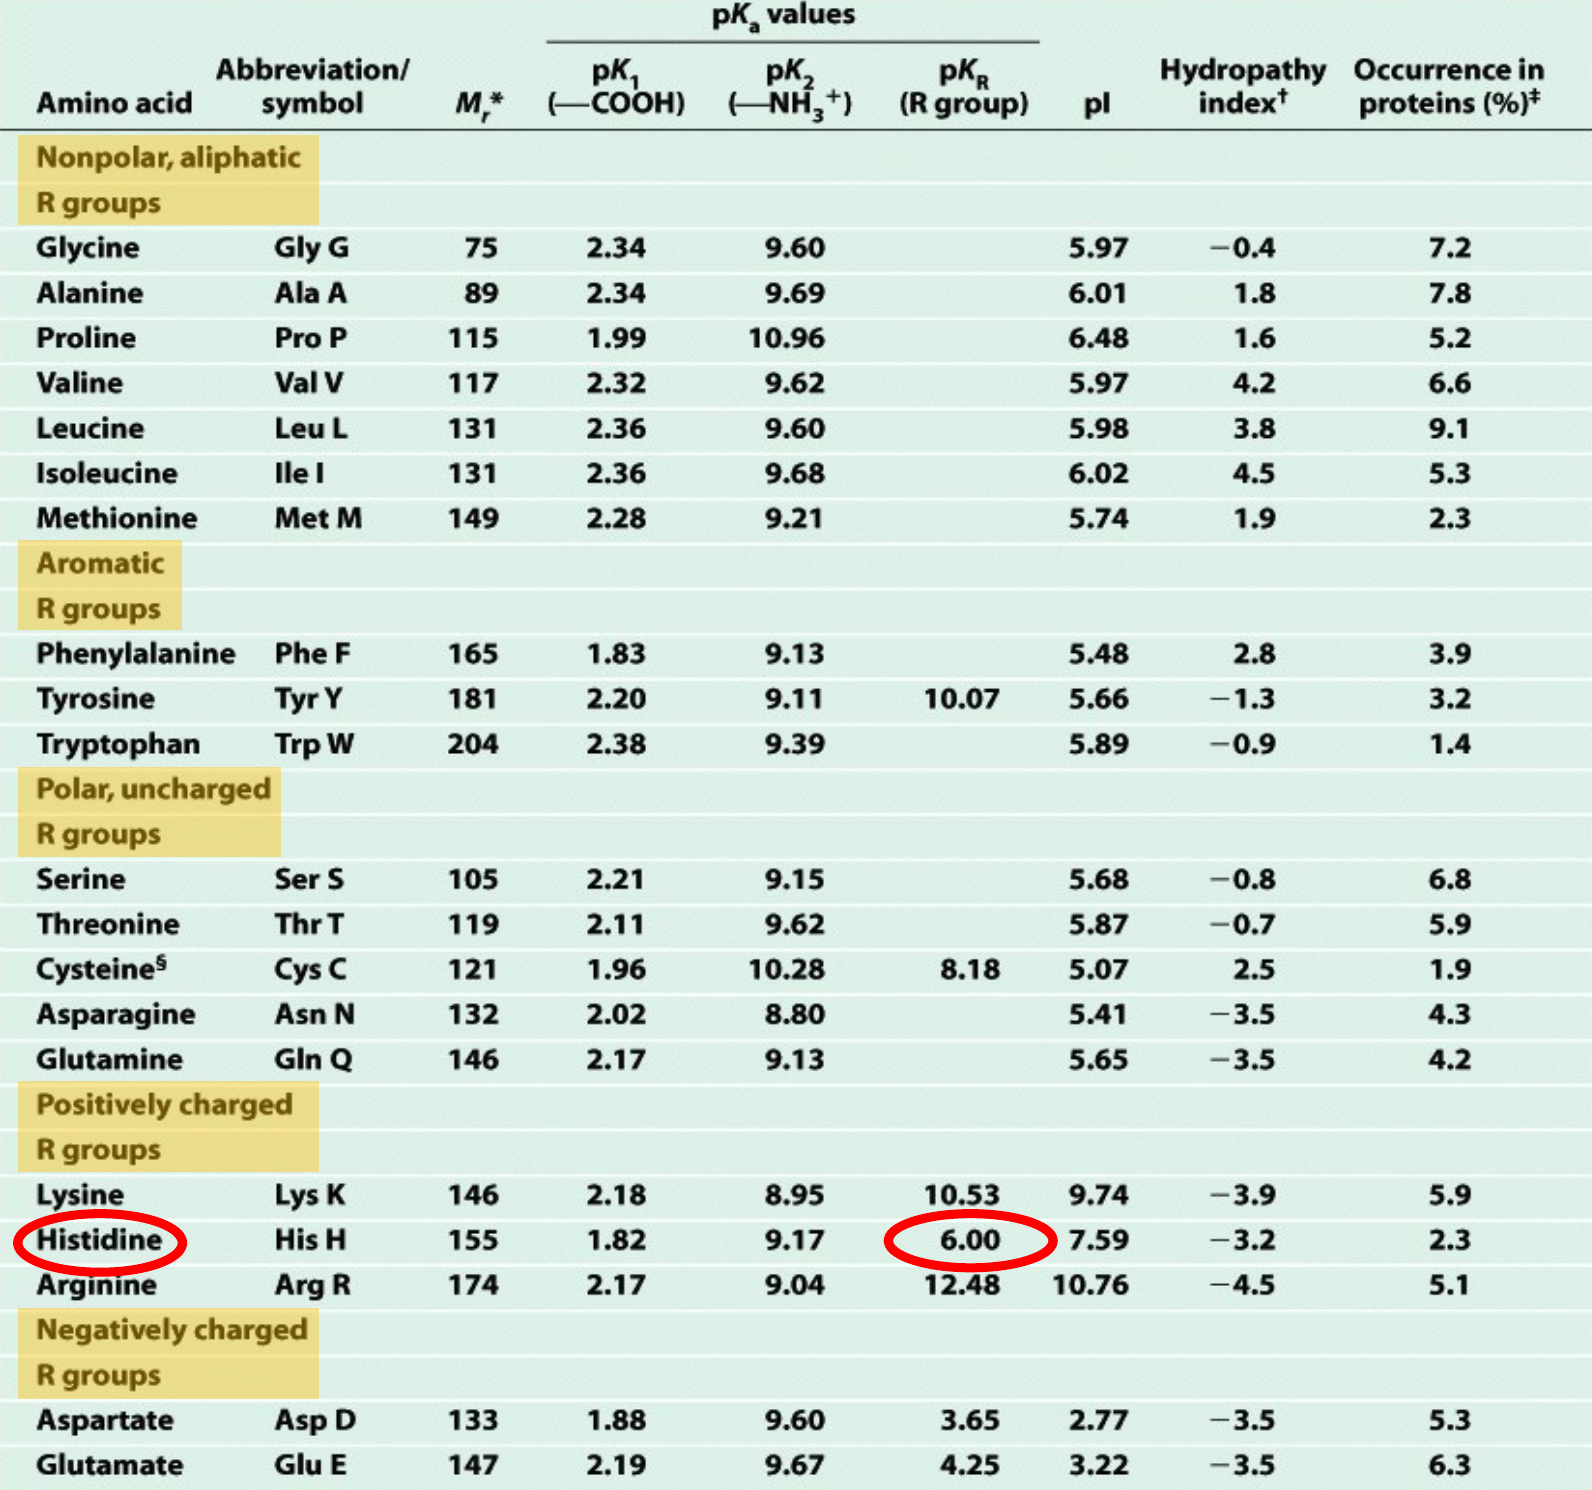 pKa values
Abbreviation/ pK1 pK2 pKR Hydropathy Occurrence in
Amino acid symbol Mr* (—COOH) (—NH3+) (R group) pI index† proteins (%)‡
Nonpolar, aliphatic
R groups
Glycine Gly G 75 2.34 9.60 5.97 −0.4 7.2
Alanine Ala A 89 2.34 9.69 6.01 1.8 7.8
Proline Pro P 115 1.99 10.96 6.48 1.6 5.2
Valine Val V 117 2.32 9.62 5.97 4.2 6.6
Leucine Leu L 131 2.36 9.60 5.98 3.8 9.1
Isoleucine Ile I 131 2.36 9.68 6.02 4.5 5.3
Methionine Met M 149 2.28 9.21 5.74 1.9 2.3
Aromatic
R groups
Phenylalanine Phe F 165 1.83 9.13 5.48 2.8 3.9
Tyrosine Tyr Y 181 2.20 9.11 10.07 5.66 −1.3 3.2
Tryptophan Trp W 204 2.38 9.39 5.89 −0.9 1.4
Polar, uncharged
R groups
Serine Ser S 105 2.21 9.15 5.68 −0.8 6.8
Threonine Thr T 119 2.11 9.62 5.87 −0.7 5.9
Cysteine§ Cys C 121 1.96 10.28 8.18 5.07 2.5 1.9
Asparagine Asn N 132 2.02 8.80 5.41 −3.5 4.3
Glutamine Gln Q 146 2.17 9.13 5.65 −3.5 4.2
Positively charged
R groups
Lysine Lys K 146 2.18 8.95 10.53 9.74 −3.9 5.9
Histidine His H 155 1.82 9.17 6.00 7.59 −3.2 2.3
Arginine Arg R 174 2.17 9.04 12.48 10.76 −4.5 5.1
Negatively charged
R groups
Aspartate Asp D 133 1.88 9.60 3.65 2.77 −3.5 5.3
Glutamate Glu E 147 2.19 9.67 4.25 3.22 −3.5 6.3